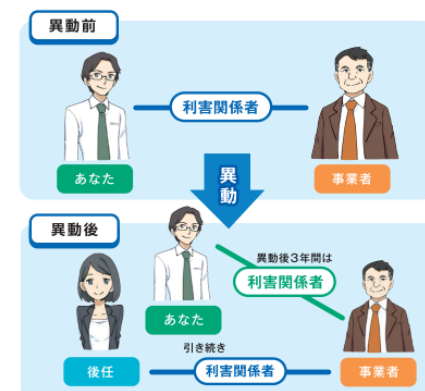 異動前
利害関係者
あなた
事業者
異動
異動後
異動後3年間は
利害関係者
あなた
引き続き
後任
利害関係者
事業者